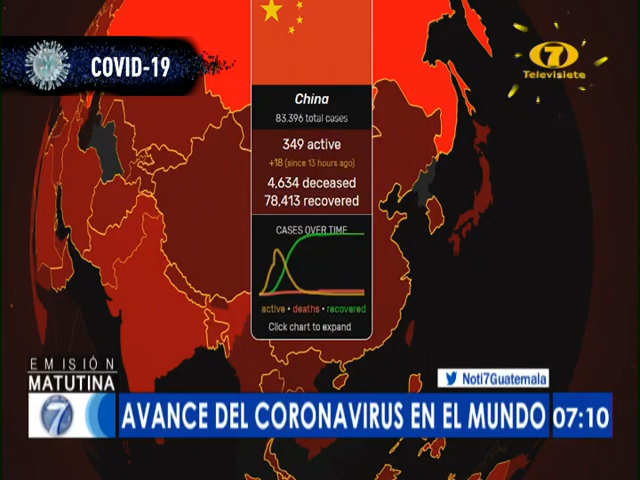 COVID-19
7
Televisiete
China
83,396 total cases
349 active
+18 (since 13 hours ago)
4,634 deceased
78,413 recovered
CASES OVER TIME
active • deaths • recovered
Click chart to expand
EMISIÓN
MATUTINA
Noti7Guatemala
7
AVANCE DEL CORONAVIRUS EN EL MUNDO
07:10